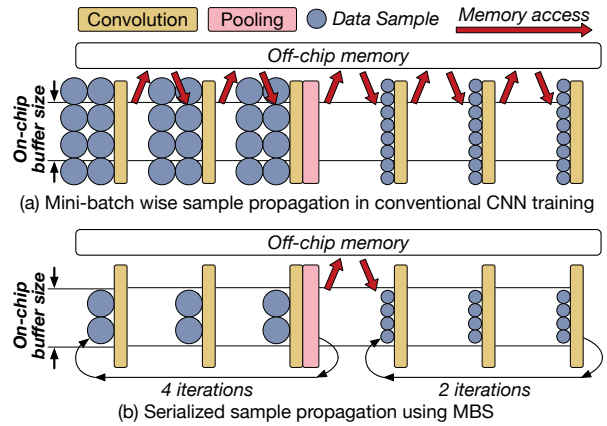 Convolution Pooling Data Sample Memory access
Off-chip memory
On-chip
buffer size
(a) Mini-batch wise sample propagation in conventional CNN training
Off-chip memory
On-chip
buffer size
4 iterations 2 iterations
(b) Serialized sample propagation using MBS